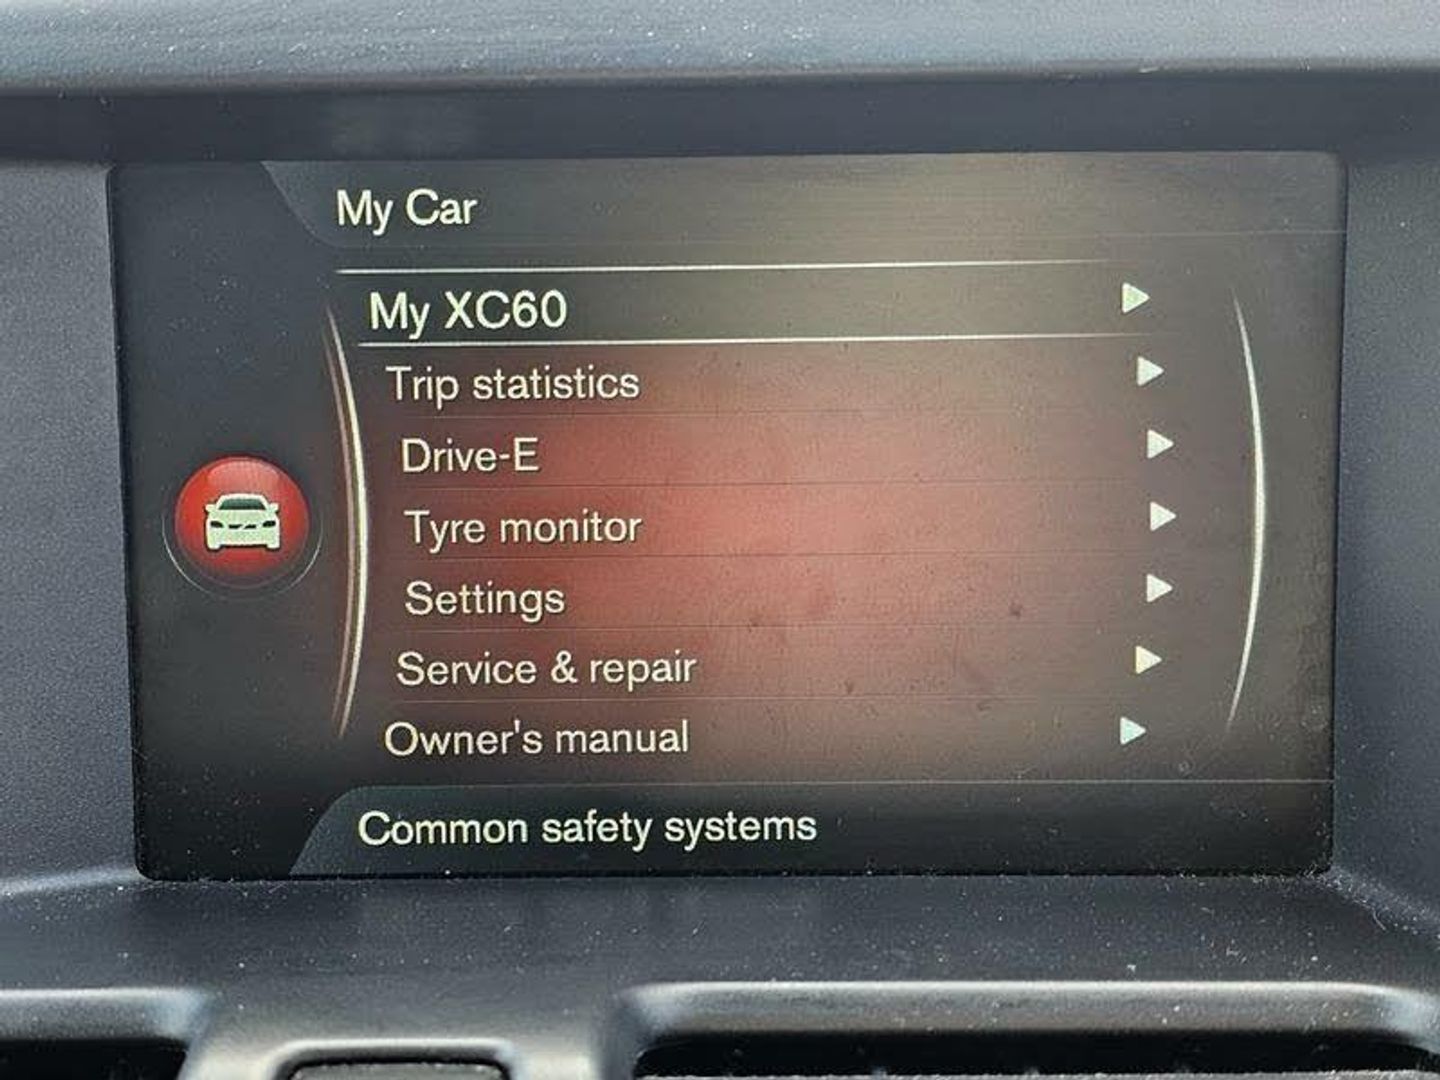 My Car
My XC60
Trip statistics
Drive-E
Tyre monitor
Settings
Service & repair
Owner's manual
Common safety systems